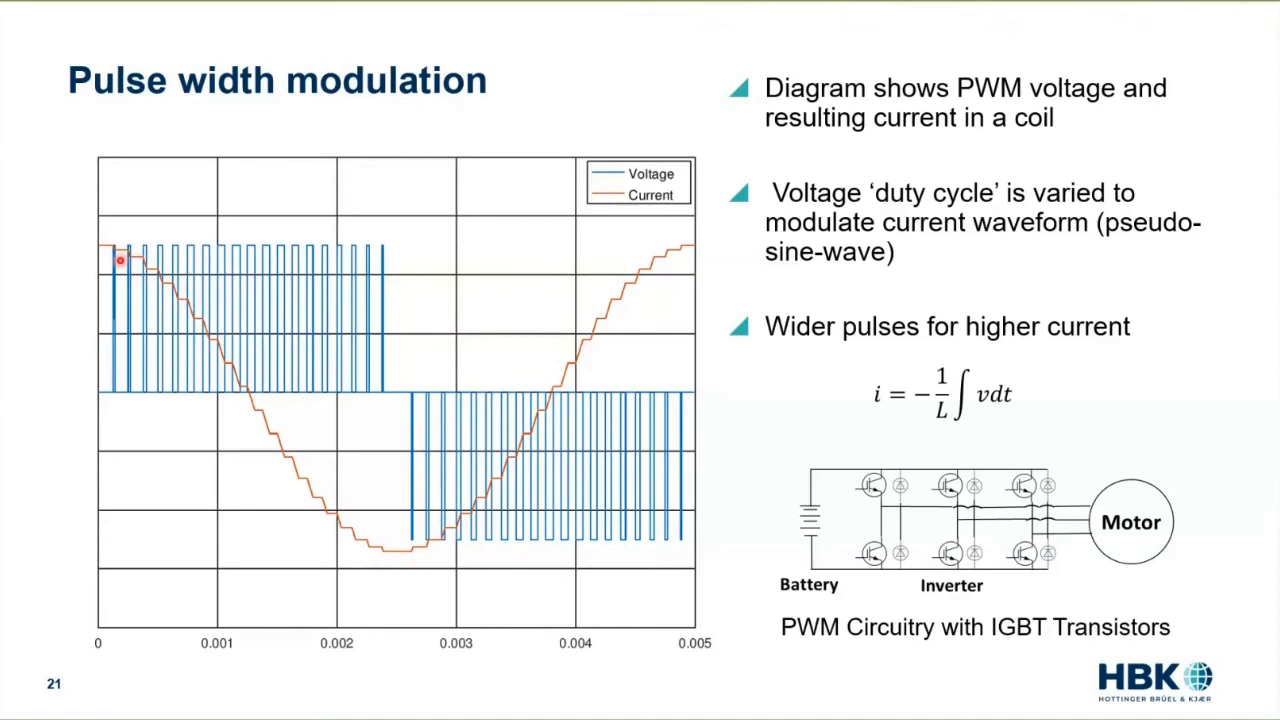 Pulse width modulation
Voltage
Current
0
0.001
0.002
0.003
0.004
0.005
Diagram shows PWM voltage and
resulting current in a coil
Voltage ‘duty cycle’ is varied to
modulate current waveform (pseudo-
sine-wave)
Wider pulses for higher current
i = −1/L ∫ vdt
Motor
Battery
Inverter
PWM Circuitry with IGBT Transistors
21
HBK
HOTTINGER BRÜEL & KJÆR